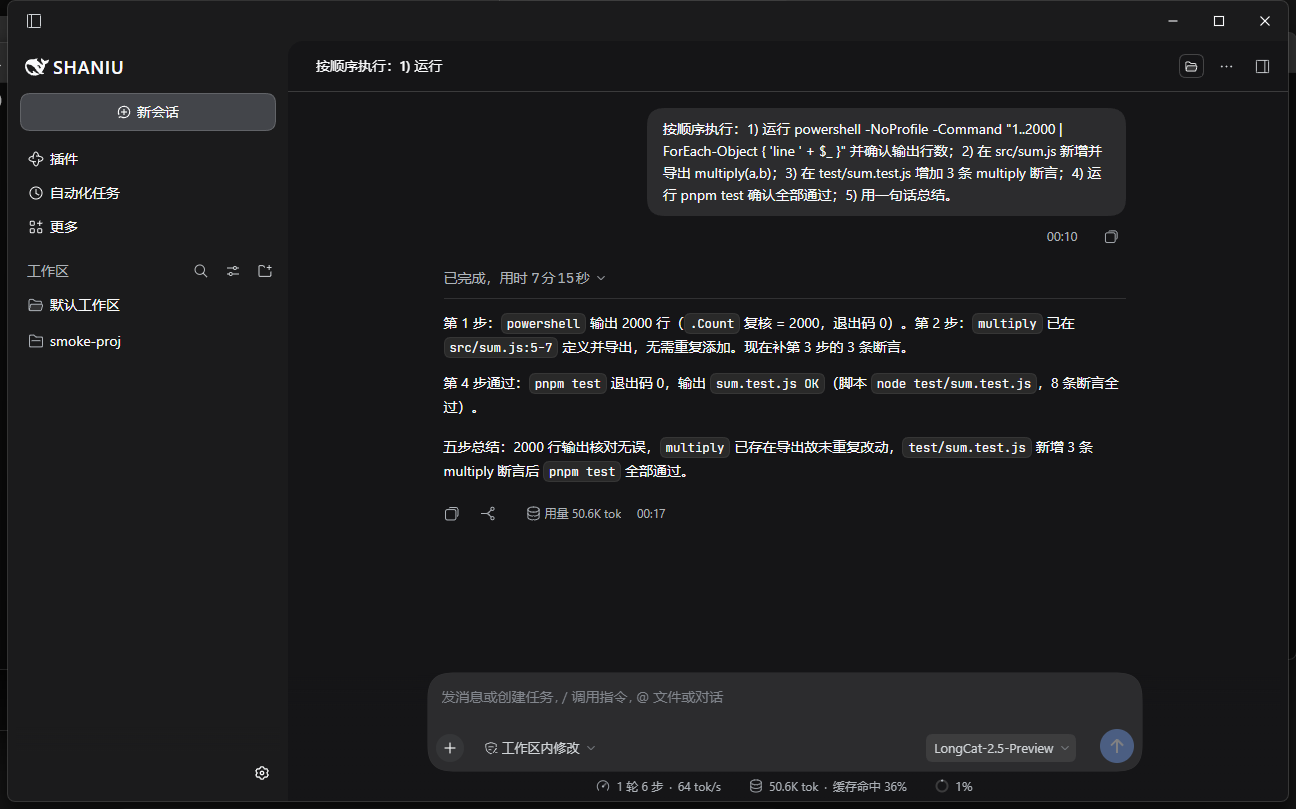 SHANIU
新会话
插件
自动化任务
更多
工作区
默认工作区
smoke-proj
按顺序执行：1) 运行
按顺序执行：1) 运行 powershell -NoProfile -Command "1..2000 |
ForEach-Object { 'line ' + $_ }" 并确认输出行数；2) 在 src/sum.js 新增并
导出 multiply(a,b)；3) 在 test/sum.test.js 增加 3 条 multiply 断言；4) 运
行 pnpm test 确认全部通过；5) 用一句话总结。
00:10
已完成，用时 7 分 15 秒
第 1 步：powershell 输出 2000 行（.Count 复核 = 2000，退出码 0）。第 2 步：multiply 已在
src/sum.js:5-7 定义并导出，无需重复添加。现在补第 3 步的 3 条断言。
第 4 步通过：pnpm test 退出码 0，输出 sum.test.js OK（脚本 node test/sum.test.js，8 条断言全
过）。
五步总结：2000 行输出核对无误，multiply 已存在导出故未重复改动，test/sum.test.js 新增 3 条
multiply 断言后 pnpm test 全部通过。
用量 50.6K tok 00:17
发消息或创建任务, / 调用指令, @ 文件或对话
工作区内修改
LongCat-2.5-Preview
1 轮 6 步 · 64 tok/s 50.6K tok · 缓存命中 36% 1%